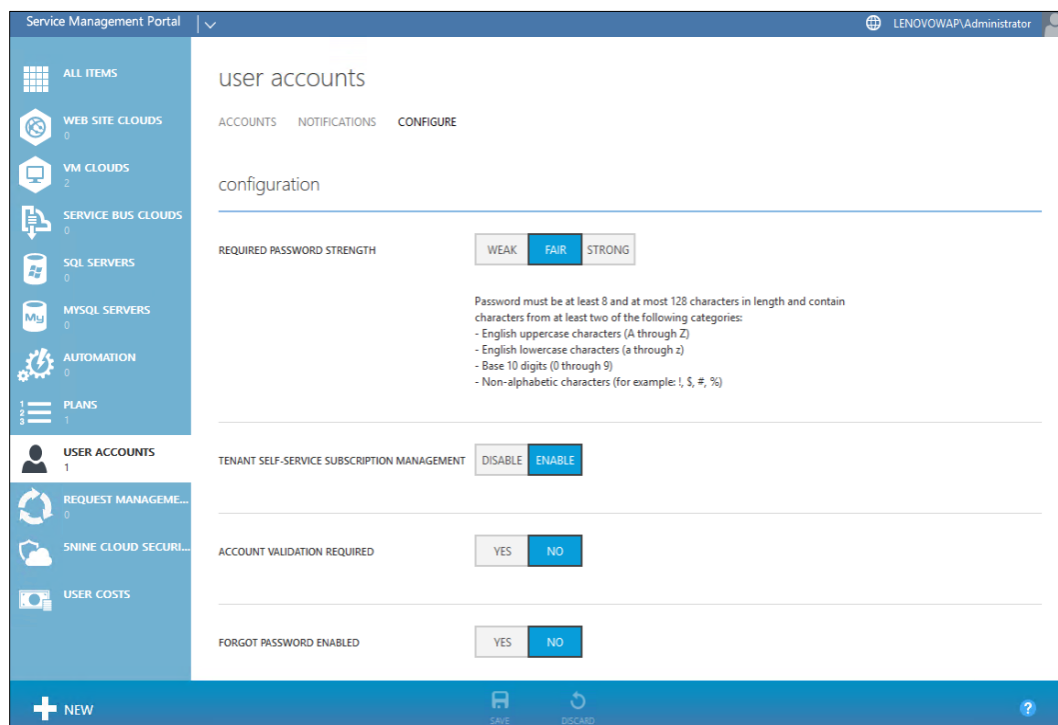 Service Management Portal
LENOVOWAP\Administrator
ALL ITEMS
WEB SITE CLOUDS
0
VM CLOUDS
2
SERVICE BUS CLOUDS
0
SQL SERVERS
0
MYSQL SERVERS
0
AUTOMATION
0
PLANS
1
USER ACCOUNTS
1
REQUEST MANAGEME...
0
5NINE CLOUD SECURI...
USER COSTS
user accounts
ACCOUNTS NOTIFICATIONS CONFIGURE
configuration
REQUIRED PASSWORD STRENGTH WEAK FAIR STRONG
Password must be at least 8 and at most 128 characters in length and contain
characters from at least two of the following categories:
- English uppercase characters (A through Z)
- English lowercase characters (a through z)
- Base 10 digits (0 through 9)
- Non-alphabetic characters (for example: !, $, #, %)
TENANT SELF-SERVICE SUBSCRIPTION MANAGEMENT DISABLE ENABLE
ACCOUNT VALIDATION REQUIRED YES NO
FORGOT PASSWORD ENABLED YES NO
NEW
SAVE DISCARD
?